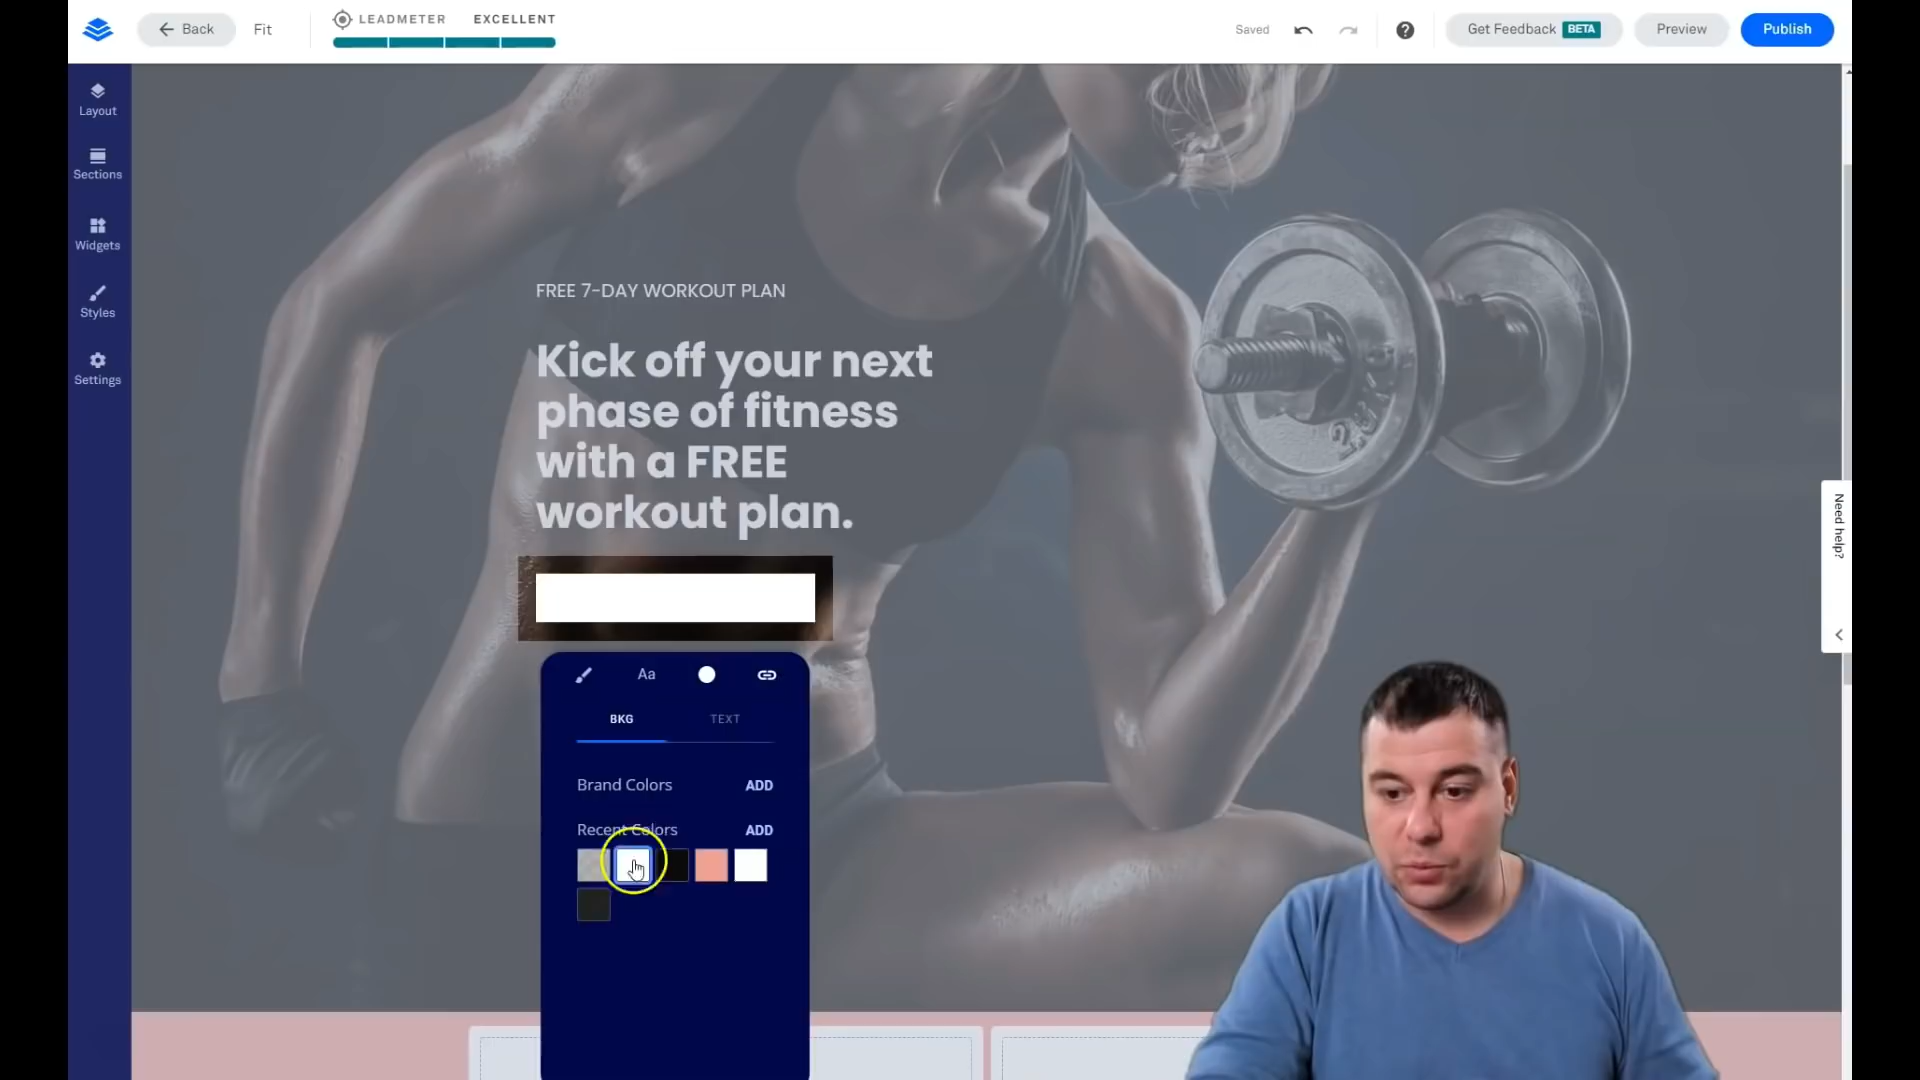 Back
Fit
LEADMETER EXCELLENT
Saved
Get Feedback BETA
Preview
Publish
Layout
Sections
Widgets
Styles
Settings
FREE 7-DAY WORKOUT PLAN
Kick off your next
phase of fitness
with a FREE
workout plan.
Need help?
Aa
BKG TEXT
Brand Colors ADD
Recent Colors ADD